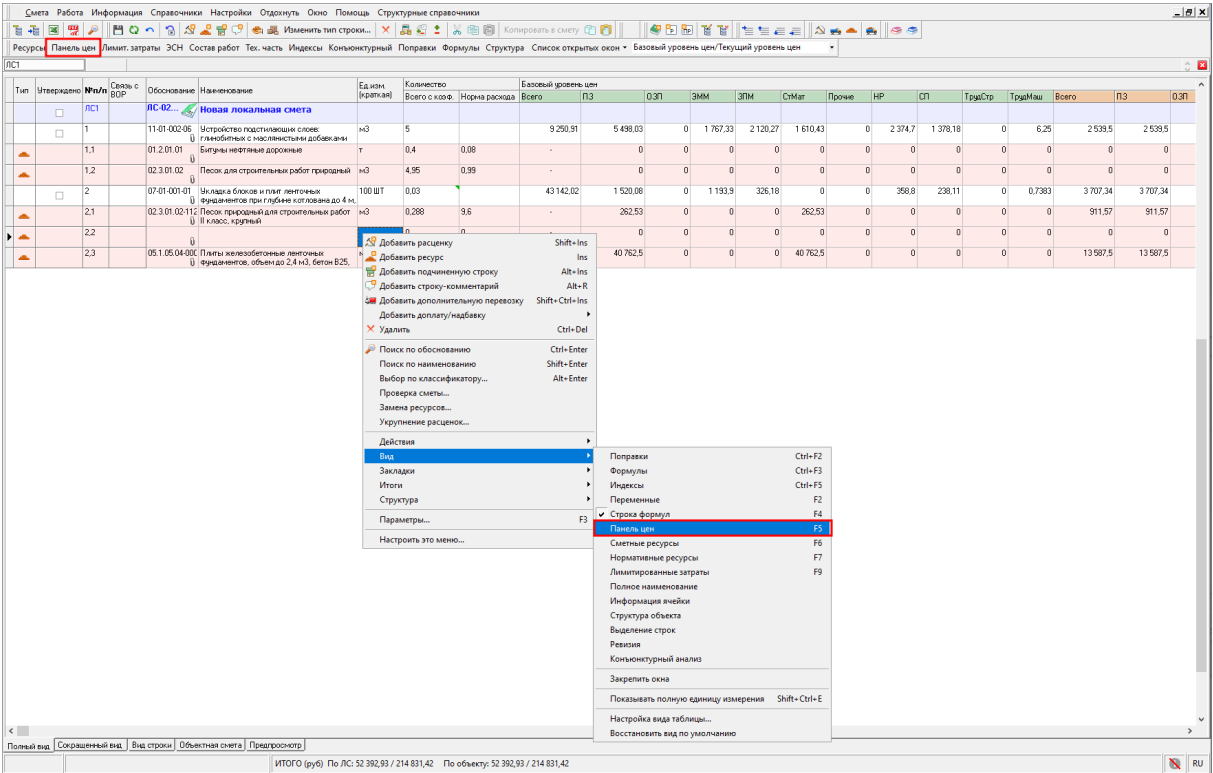 Смета Работа Информация Справочники Настройки Отдохнуть Окно Помощь Структурные справочники
Изменить тип строки... Копировать в смету
Ресурсы Панель цен Лимит. затраты ЭСН Состав работ Тех. часть Индексы Конъюнктурный Поправки Формулы Структура Список открытых окон Базовый уровень цен/Текущий уровень цен
ЛС1
Тип Утверждено №п/п Связь с ВОР Обоснование Наименование Ед.изм. (краткая) Количество Базовый уровень цен
Всего с коэф. Норма расхода Всего ПЗ ОЗП ЭММ ЗПМ СтМат Прочие НР СП ТрудСтр ТрудМаш Всего ПЗ ОЗП
ЛС1 ЛС-02... Новая локальная смета
1 11-01-002-06 Устройство подстилающих слоев: глинобитных с маслянистыми добавками м3 5 9 250,91 5 498,03 1 767,35 2 120,27 1 610,43 0 0 6,25 2 539,5 2 539,5
1,1 01.2.01.01 Битумы нефтяные дорожные т 0,4 0,08 - 0 0 0 0 0 0 0 0 0 0 0 0
1,2 02.3.01.02 Песок для строительных работ природный м3 4,95 0,99 - 0 0 0 0 0 0 0 0 0 0 0 0
2 07-01-001-01 Укладка блоков и плит ленточных фундаментов при глубине котлована до 4 м, 100 ШТ 0,03 43 142,02 1 520,08 0 1 193,9 326,18 0 0 358,8 238,11 0 0,7383 3 707,34 3 707,34
2,1 02.3.01.02-112 Песок природный для строительных работ II класс, крупный м3 0,288 9,6 - 262,53 0 0 0 262,53 0 0 0 0 0 911,57 911,57
2,2 0 0 - 0 0 0 0 0 0 0 0 0 0 0 0
2,3 05.1.05.04-000 Плиты железобетонные ленточных фундаментов, объем до 2,4 м3, бетон В25, 40 762,5 0 0 0 40 762,5 0 0 0 0 0 13 587,5 13 587,5
Добавить расценку Shift+Ins
Добавить ресурс Ins
Добавить подчиненную строку Alt+Ins
Добавить строку-комментарий Alt+R
Добавить дополнительную перевозку Shift+Ctrl+Ins
Добавить доплату/надбавку
Удалить Ctrl+Del
Поиск по обоснованию Ctrl+Enter
Поиск по наименованию Shift+Enter
Выбор по классификатору... Alt+Enter
Проверка сметы...
Замена ресурсов...
Укрупнение расценок...
Действия
Вид
Закладки
Итоги
Структура
Параметры... F3
Настроить это меню...
Поправки Ctrl+F2
Формулы Ctrl+F3
Индексы Ctrl+F5
Переменные F2
Строка формул F4
Панель цен F5
Сметные ресурсы F6
Нормативные ресурсы F7
Лимитированные затраты F9
Полное наименование
Информация ячейки
Структура объекта
Выделение строк
Ревизия
Конъюнктурный анализ
Закрепить окна
Показывать полную единицу измерения Shift+Ctrl+E
Настройка вида таблицы...
Восстановить вид по умолчанию
Полный вид Сокращенный вид Вид строки Объектная смета Предпросмотр
ИТОГО (руб) По ЛС: 52 392,93 / 214 831,42 По объекту: 52 392,93 / 214 831,42
RU